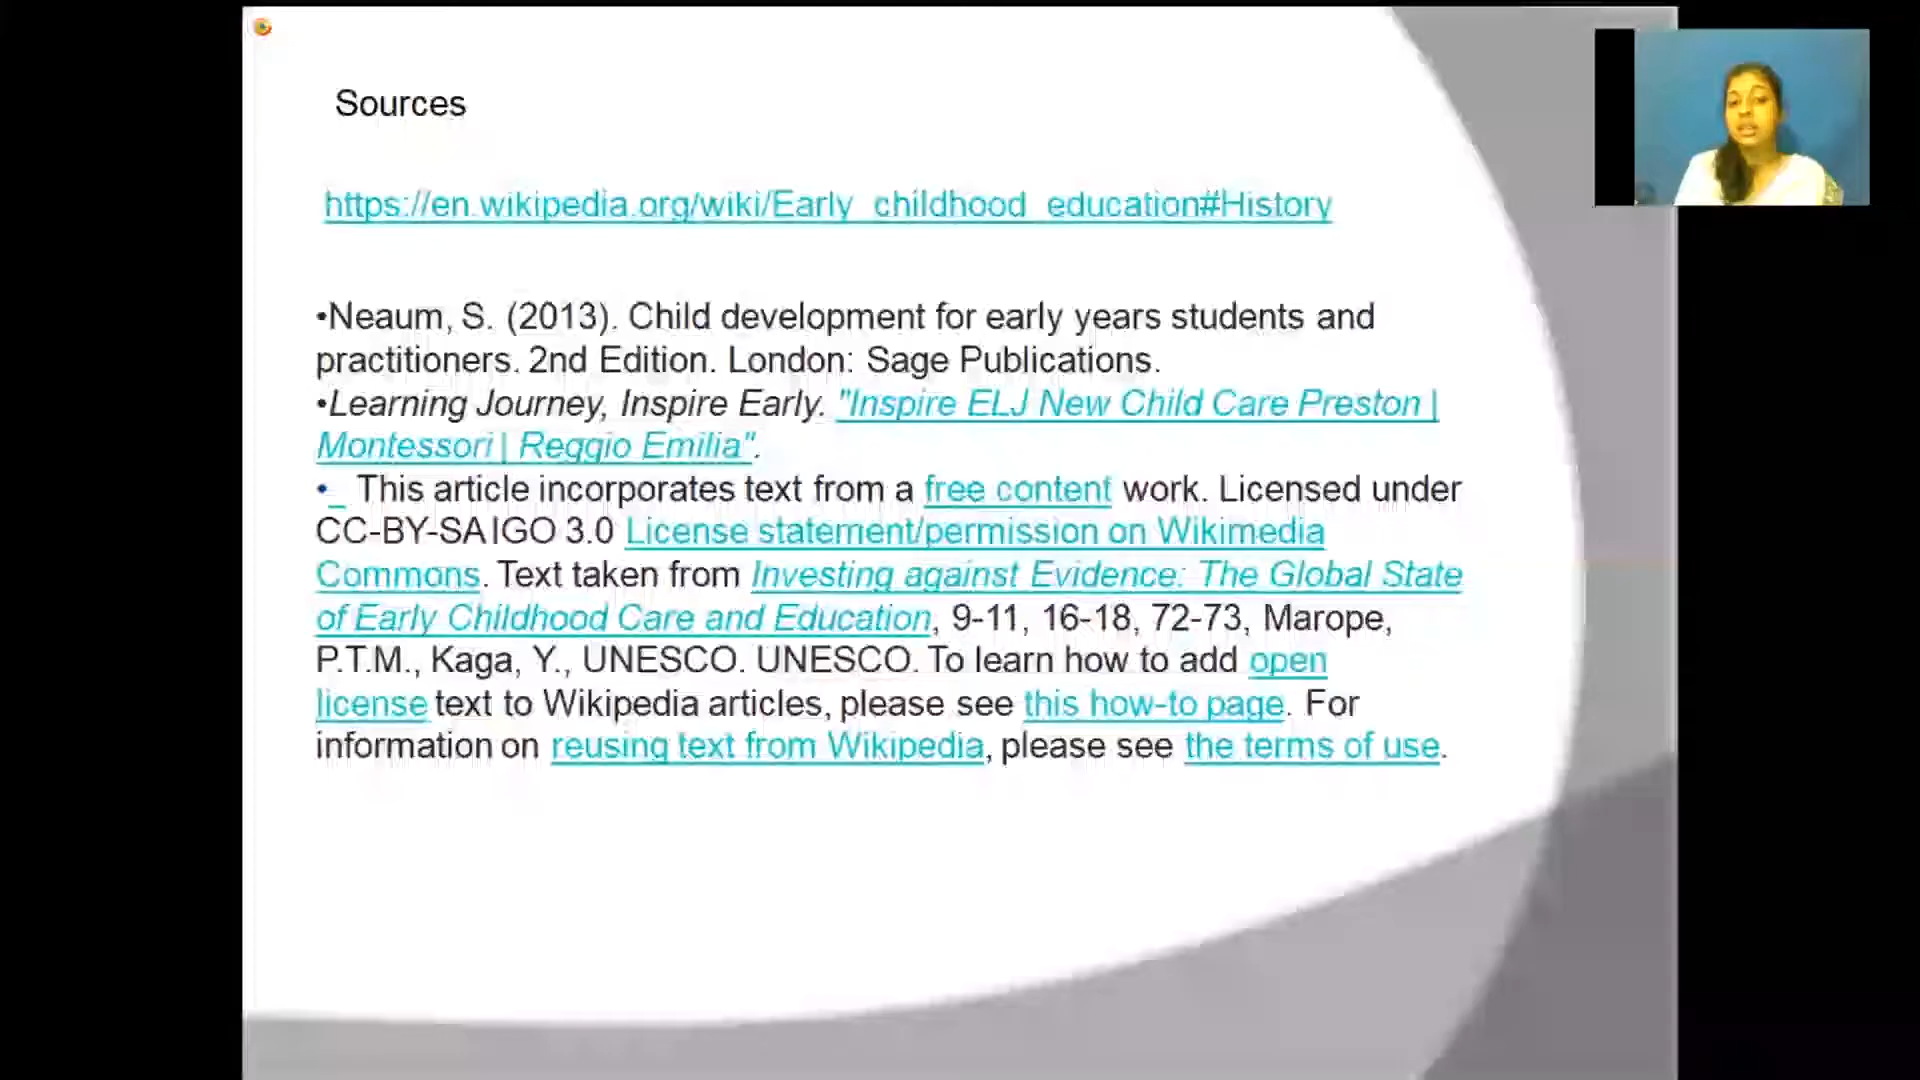 Sources
https://en.wikipedia.org/wiki/Early_childhood_education#History
•Neaum, S. (2013). Child development for early years students and
practitioners. 2nd Edition. London: Sage Publications.
•Learning Journey, Inspire Early. "Inspire ELJ New Child Care Preston |
Montessori | Reggio Emilia".
•_ This article incorporates text from a free content work. Licensed under
CC-BY-SA IGO 3.0 License statement/permission on Wikimedia
Commons. Text taken from Investing against Evidence: The Global State
of Early Childhood Care and Education, 9-11, 16-18, 72-73, Marope,
P.T.M., Kaga, Y., UNESCO. UNESCO. To learn how to add open
license text to Wikipedia articles, please see this how-to page. For
information on reusing text from Wikipedia, please see the terms of use.